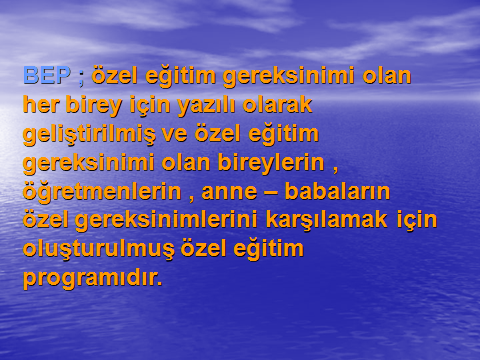 BEP ; özel eğitim gereksinimi olan
her birey için yazılı olarak
geliştirilmiş ve özel eğitim
gereksinimi olan bireylerin ,
öğretmenlerin , anne – babaların
özel gereksinimlerini karşılamak için
oluşturulmuş özel eğitim
programıdır.